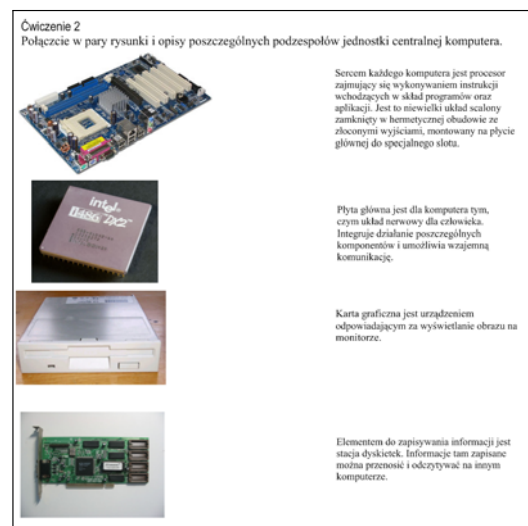 Ćwiczenie 2
Połączcie w pary rysunki i opisy poszczególnych podzespołów jednostki centralnej komputera.
Sercem każdego komputera jest procesor
zajmujący się wykonywaniem instrukcji
wchodzących w skład programów oraz
aplikacji. Jest to niewielki układ scalony
zamknięty w hermetycznej obudowie ze
złoconymi wyjściami, montowany na płycie
głównej do specjalnego slotu.
intel
i486 DX2
Płyta główna jest dla komputera tym,
czym układ nerwowy dla człowieka.
Integruje działanie poszczególnych
komponentów i umożliwia wzajemną
komunikację.
Karta graficzna jest urządzeniem
odpowiadającym za wyświetlanie obrazu na
monitorze.
Elementem do zapisywania informacji jest
stacja dyskietek. Informacje tam zapisane
można przenosić i odczytywać na innym
komputerze.